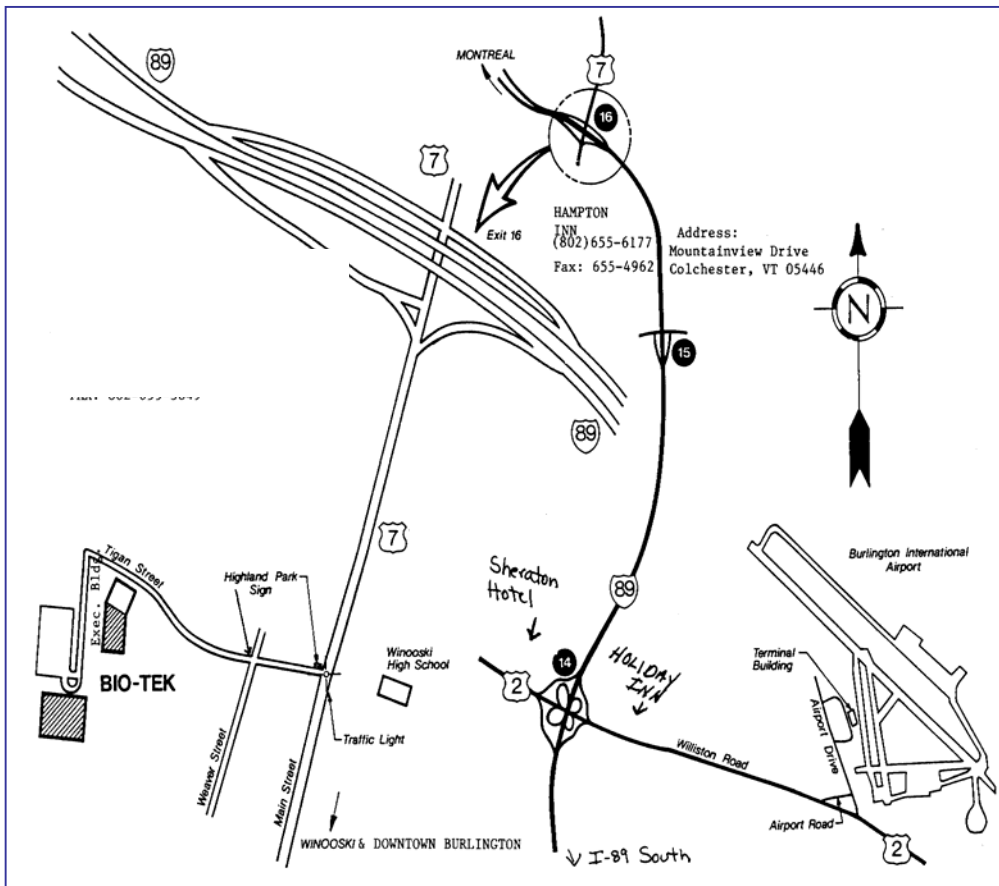 89
MONTREAL
7
16
7
Exit 16
HAMPTON
INN
(802)655-6177
Fax: 655-4962
Address:
Mountainview Drive
Colchester, VT 05446
N
15
89
7
89
Tigan Street
Exec. Bldg.
Highland Park
Sign
BIO-TEK
Winooski
High School
Traffic Light
Weaver Street
Main Street
WINOOSKI & DOWNTOWN BURLINGTON
Sheraton
Hotel
14
2
HOLIDAY
INN
Williston Road
I-89 South
Burlington International
Airport
Terminal
Building
Airport Drive
Airport Road
2